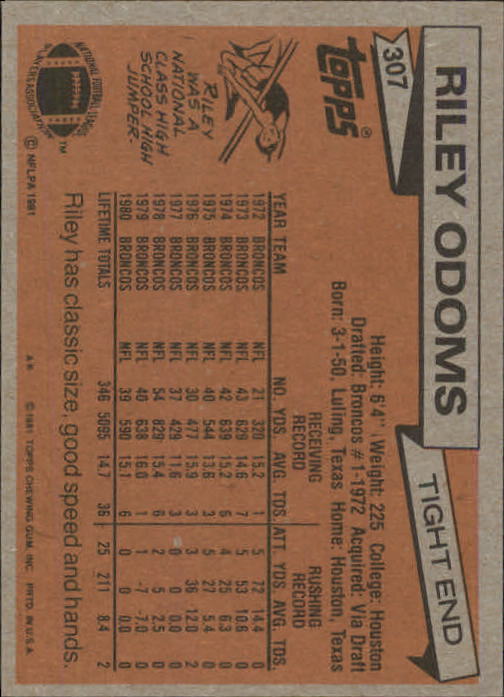 307
topps®
RILEY ODOMS
TIGHT END
Height: 6'4" Weight: 225 College: Houston
Drafted: Broncos #1-1972 Acquired: Via Draft
Born: 3-1-50, Luling, Texas Home: Houston, Texas
RECEIVING RECORD RUSHING RECORD
YEAR TEAM NO. YDS. AVG. TDS. ATT. YDS. AVG. TDS.
1972 BRONCOS NFL 21 320 15.2 1 5 72 14.4 0
1973 BRONCOS NFL 43 629 14.6 7 5 53 10.6 0
1974 BRONCOS NFL 42 639 15.2 6 4 25 6.3 0
1975 BRONCOS NFL 40 544 13.6 3 5 27 5.4 0
1976 BRONCOS NFL 30 477 15.9 3 3 36 12.0 2
1977 BRONCOS NFL 37 429 11.6 3 0 0 0.0 0
1978 BRONCOS NFL 54 829 15.4 6 2 5 2.5 0
1979 BRONCOS NFL 40 638 16.0 1 1 -7 -7.0 0
1980 BRONCOS NFL 39 590 15.1 6 0 0 0.0 0
LIFETIME TOTALS 346 5095 14.7 36 25 211 8.4 2
RILEY
WAS A
NATIONAL
CLASS HIGH
SCHOOL HIGH
JUMPER.
NATIONAL FOOTBALL LEAGUE
PLAYERS ASSOCIATION
TM
© NFLPA 1981
Riley has classic size, good speed and hands.
© 1981 TOPPS CHEWING GUM, INC. PRTD. IN U.S.A.